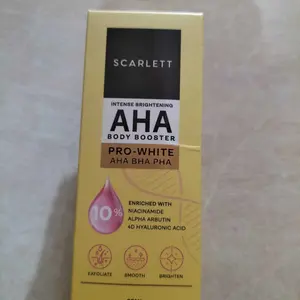 SCARLETT
INTENSE BRIGHTENING
AHA
BODY BOOSTER
PRO-WHITE
AHA BHA PHA
10%
ENRICHED WITH
NIACINAMIDE
ALPHA ARBUTIN
4D HYALURONIC ACID
EXFOLIATE SMOOTH BRIGHTEN